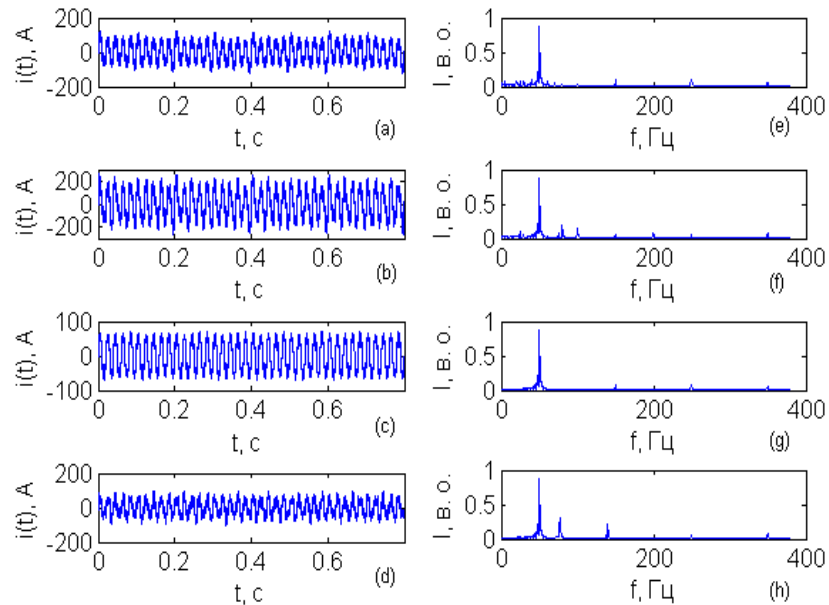 200
0
-200
i(t), А
0 0.2 0.4 0.6
t, с
(a)
1
0.5
0
I, в. о.
0 200 400
f, Гц
(e)
200
0
-200
i(t), А
0 0.2 0.4 0.6
t, с
(b)
1
0.5
0
I, в. о.
0 200 400
f, Гц
(f)
100
0
-100
i(t), А
0 0.2 0.4 0.6
t, с
(c)
1
0.5
0
I, в. о.
0 200 400
f, Гц
(g)
200
0
-200
i(t), А
0 0.2 0.4 0.6
t, с
(d)
1
0.5
0
I, в. о.
0 200 400
f, Гц
(h)